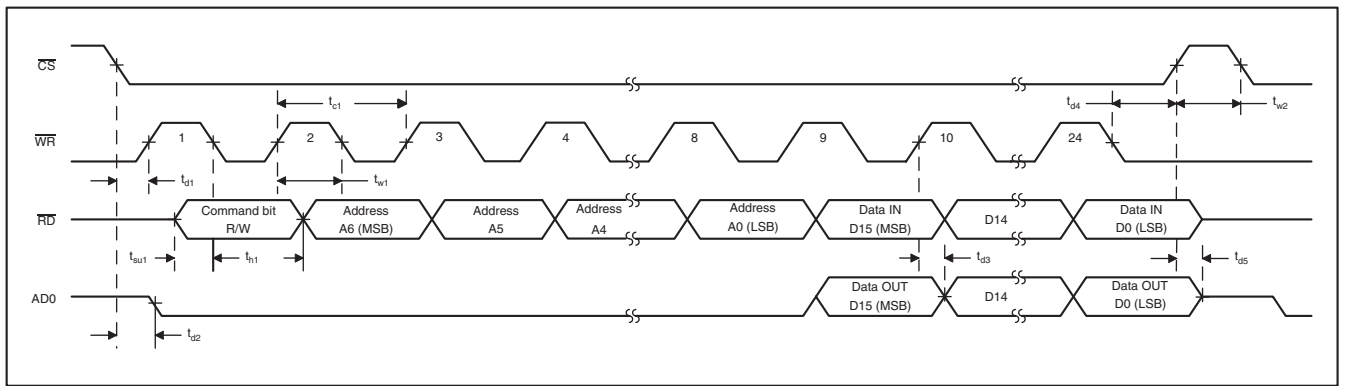 CS
t_c1
t_d4
t_w2
WR
1
2
3
4
8
9
10
24
t_d1
t_w1
RD
Command bit
R/W
Address
A6 (MSB)
Address
A5
Address
A4
Address
A0 (LSB)
Data IN
D15 (MSB)
D14
Data IN
D0 (LSB)
t_su1
t_h1
t_d3
t_d5
AD0
Data OUT
D15 (MSB)
D14
Data OUT
D0 (LSB)
t_d2